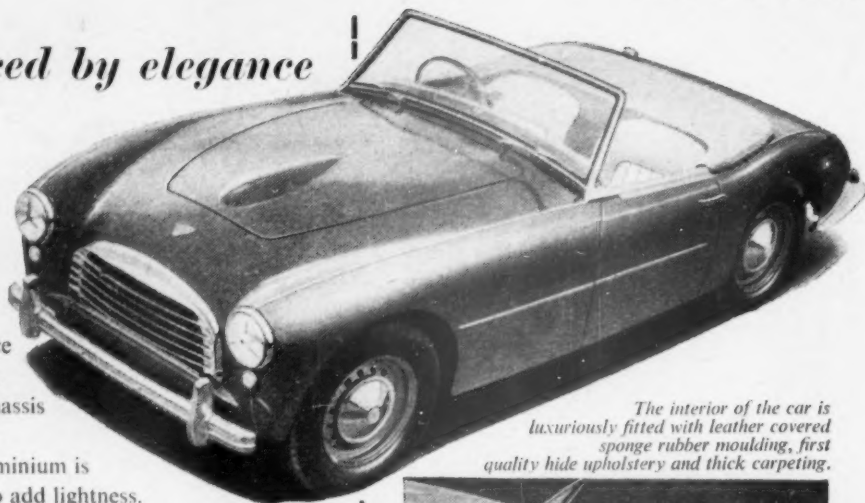 by elegance
assis
minium is
add lightness.
The interior of the car is
luxuriously fitted with leather covered
sponge rubber moulding, first
quality hide upholstery and thick carpeting.